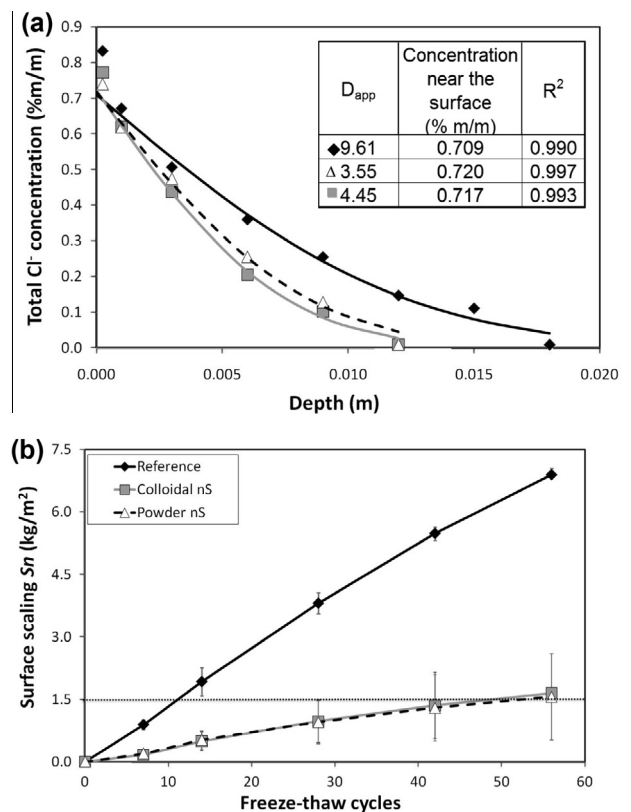 (a)
0.9
0.8
0.7
0.6
0.5
0.4
0.3
0.2
0.1
0.0
Total Cl⁻ concentration (%m/m)
Dapp Concentration near the surface (% m/m) R²
9.61 0.709 0.990
3.55 0.720 0.997
4.45 0.717 0.993
0.000 0.005 0.010 0.015 0.020
Depth (m)
(b)
7.5
6.0
4.5
3.0
1.5
0.0
Surface scaling Sn (kg/m²)
Reference
Colloidal nS
Powder nS
0 10 20 30 40 50 60
Freeze-thaw cycles